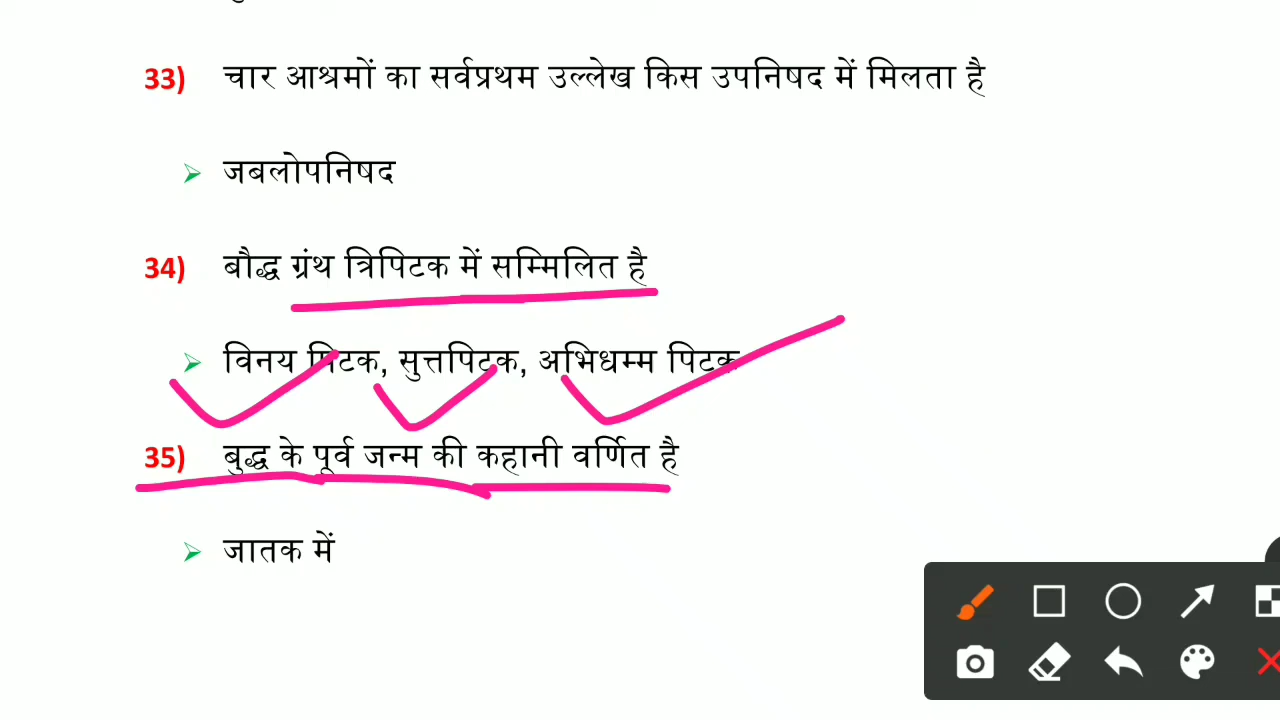 33) चार आश्रमों का सर्वप्रथम उल्लेख किस उपनिषद में मिलता है
➢ जबलोपनिषद
34) बौद्ध ग्रंथ त्रिपिटक में सम्मिलित है
➢ विनय पिटक, सुत्तपिटक, अभिधम्म पिटक
35) बुद्ध के पूर्व जन्म की कहानी वर्णित है
➢ जातक में